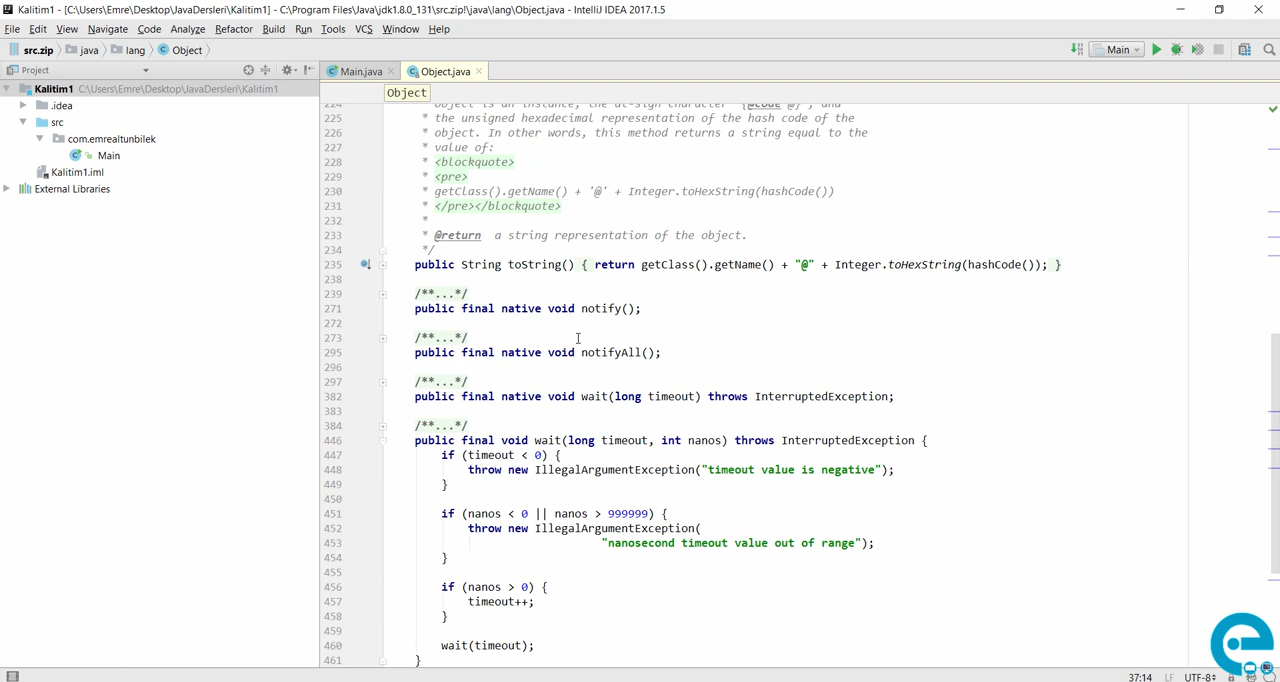 Kalitim1 - [C:\Users\Emre\Desktop\JavaDersleri\Kalitim1] - C:\Program Files\Java\jdk1.8.0_131\src.zip!\java\lang\Object.java - IntelliJ IDEA 2017.1.5
File Edit View Navigate Code Analyze Refactor Build Run Tools VCS Window Help
src.zip java lang Object Main
Project Main.java Object.java
Kalitim1 C:\Users\Emre\Desktop\JavaDersleri\Kalitim1
.idea
src
com.emrealtunbilek
Main
Kalitim1.iml
External Libraries
Object
224 object is an instance, the at-sign character `{@code @}', and
225 * the unsigned hexadecimal representation of the hash code of the
226 * object. In other words, this method returns a string equal to the
227 * value of:
228 * <blockquote>
229 * <pre>
230 * getClass().getName() + '@' + Integer.toHexString(hashCode())
231 * </pre></blockquote>
232 *
233 * @return  a string representation of the object.
234 */
235 public String toString() { return getClass().getName() + "@" + Integer.toHexString(hashCode()); }
238
239 /**...*/
271 public final native void notify();
272
273 /**...*/
295 public final native void notifyAll();
296
297 /**...*/
382 public final native void wait(long timeout) throws InterruptedException;
383
384 /**...*/
446 public final void wait(long timeout, int nanos) throws InterruptedException {
447 if (timeout < 0) {
448 throw new IllegalArgumentException("timeout value is negative");
449 }
450
451 if (nanos < 0 || nanos > 999999) {
452 throw new IllegalArgumentException(
453 "nanosecond timeout value out of range");
454 }
455
456 if (nanos > 0) {
457 timeout++;
458 }
459
460 wait(timeout);
461 }
37:14 LF UTF-8